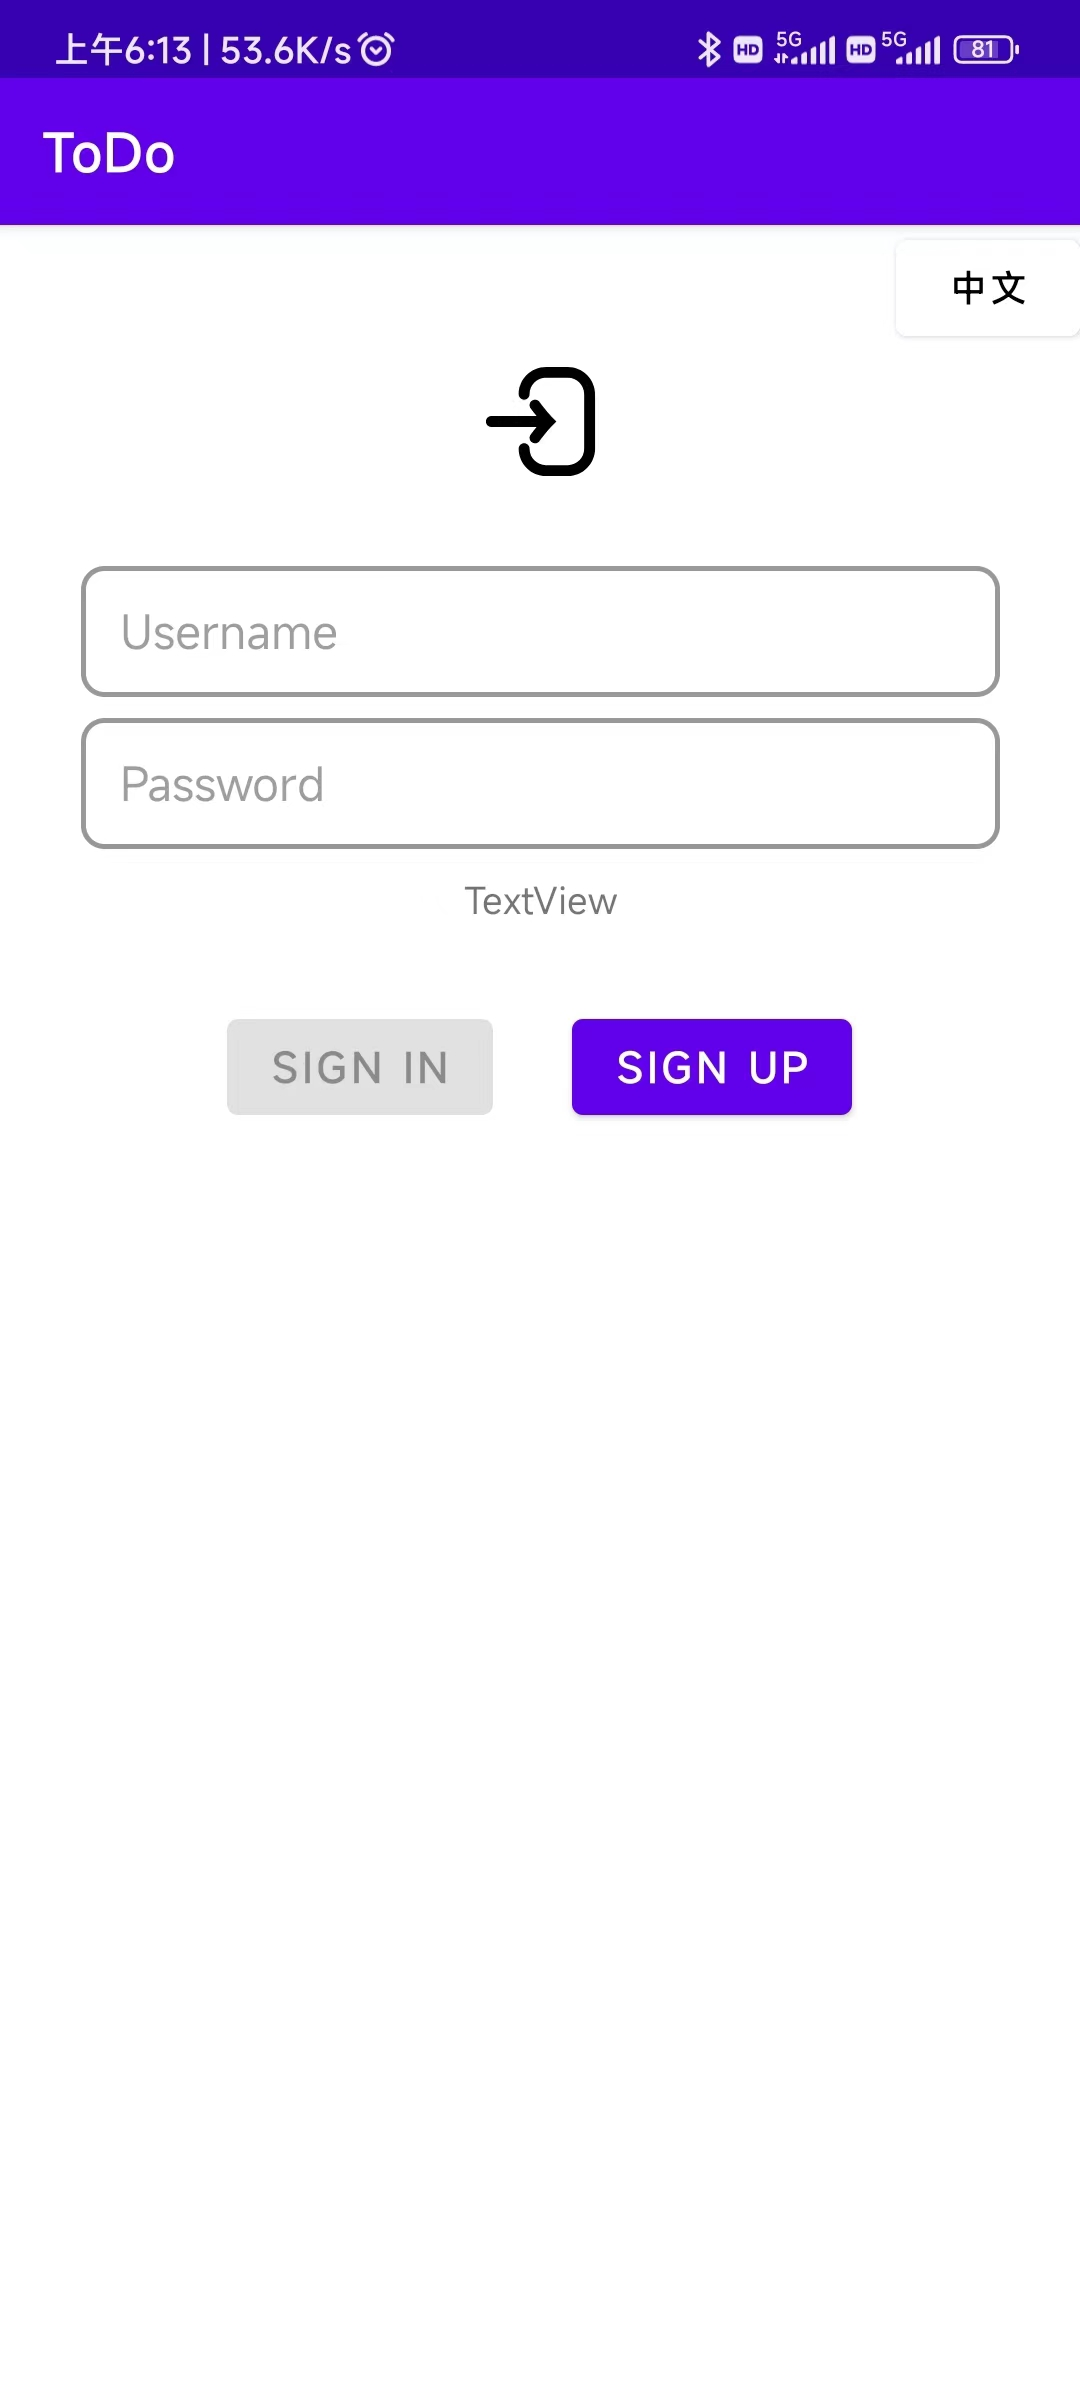 上午6:13 | 53.6K/s HD 5G HD 5G 81
ToDo
中文
Username
Password
TextView
SIGN IN SIGN UP